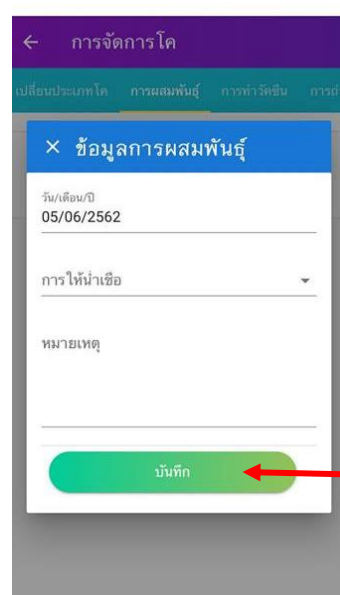 ← การจัดการโค
เปลี่ยนประเภทโค การผสมพันธุ์ การทำวัคซีน การถ่
× ข้อมูลการผสมพันธุ์
วัน/เดือน/ปี
05/06/2562
การให้น้ำเชื้อ
หมายเหตุ
บันทึก